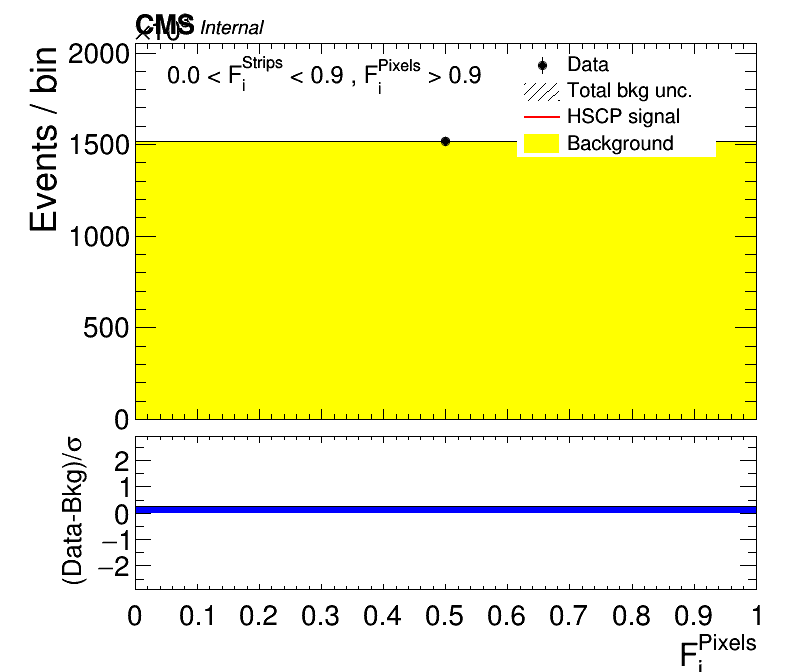 CMS Internal
×10³
Events / bin
2000
1500
1000
500
0
0.0 < F_i^Strips < 0.9 , F_i^Pixels > 0.9
Data
Total bkg unc.
HSCP signal
Background
(Data-Bkg)/σ
2
1
0
−1
−2
0 0.1 0.2 0.3 0.4 0.5 0.6 0.7 0.8 0.9 1
F_i^Pixels